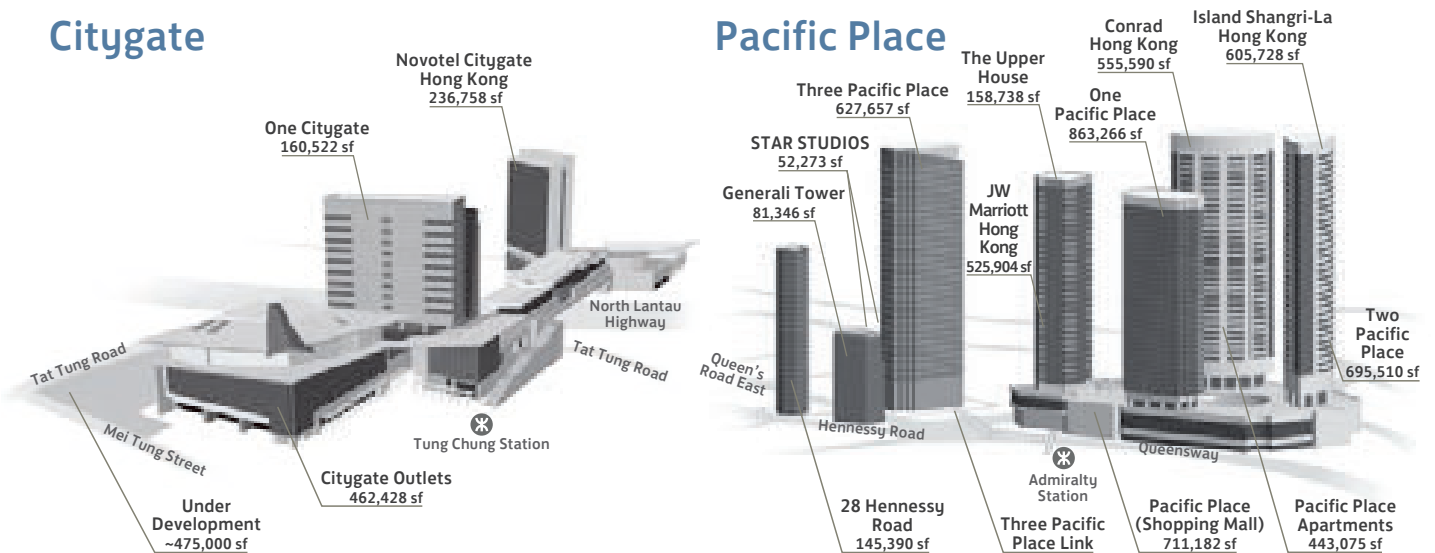 Citygate
Novotel Citygate
Hong Kong
236,758 sf
One Citygate
160,522 sf
North Lantau
Highway
Tat Tung Road
Tat Tung Road
Mei Tung Street
Tung Chung Station
Citygate Outlets
462,428 sf
Under
Development
~475,000 sf
Pacific Place
Island Shangri-La
Hong Kong
605,728 sf
Conrad
Hong Kong
555,590 sf
The Upper
House
158,738 sf
Three Pacific Place
627,657 sf
One
Pacific Place
863,266 sf
STAR STUDIOS
52,273 sf
Generali Tower
81,346 sf
JW
Marriott
Hong
Kong
525,904 sf
Two
Pacific
Place
695,510 sf
Queen's
Road East
Hennessy Road
Queensway
Admiralty
Station
28 Hennessy
Road
145,390 sf
Three Pacific
Place Link
Pacific Place
(Shopping Mall)
711,182 sf
Pacific Place
Apartments
443,075 sf